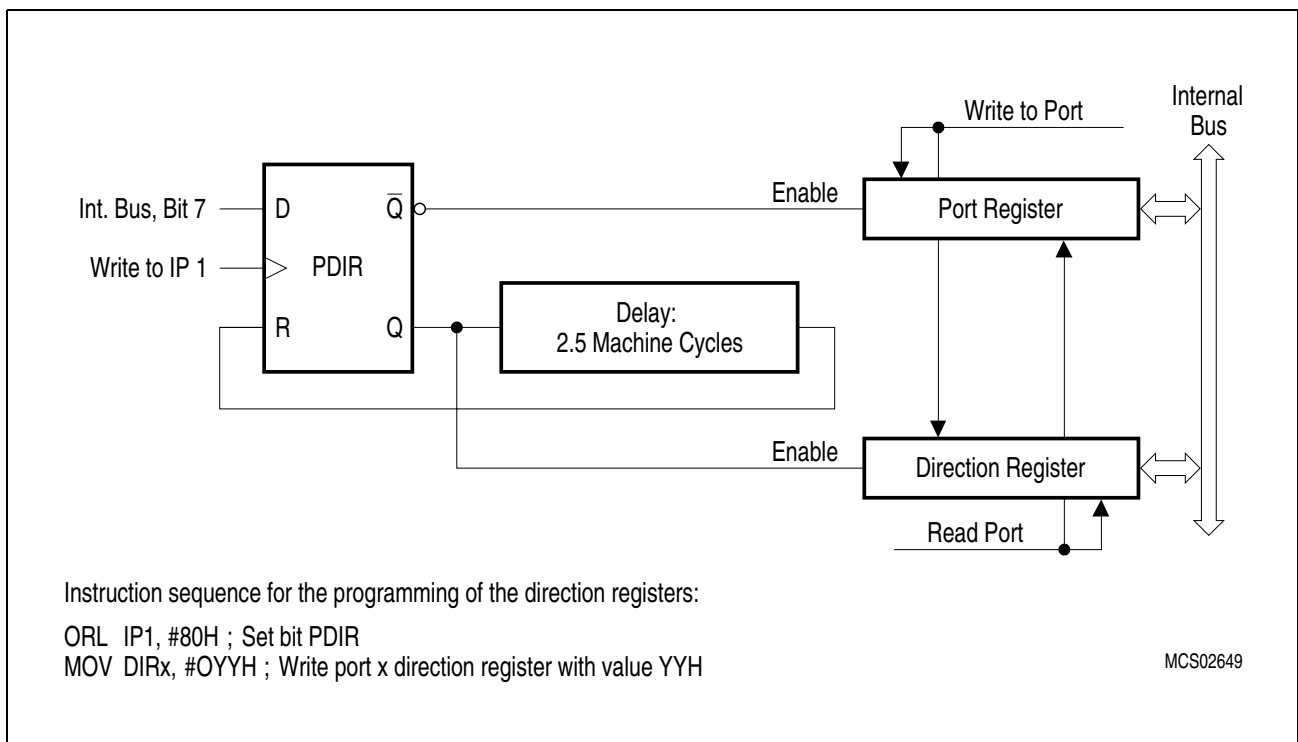 Write to Port
Internal
Bus
Int. Bus, Bit 7
D
Q̅
Enable
Port Register
Write to IP 1
PDIR
R
Q
Delay:
2.5 Machine Cycles
Enable
Direction Register
Read Port
Instruction sequence for the programming of the direction registers:
ORL IP1, #80H ; Set bit PDIR
MOV DIRx, #OYYH ; Write port x direction register with value YYH
MCS02649